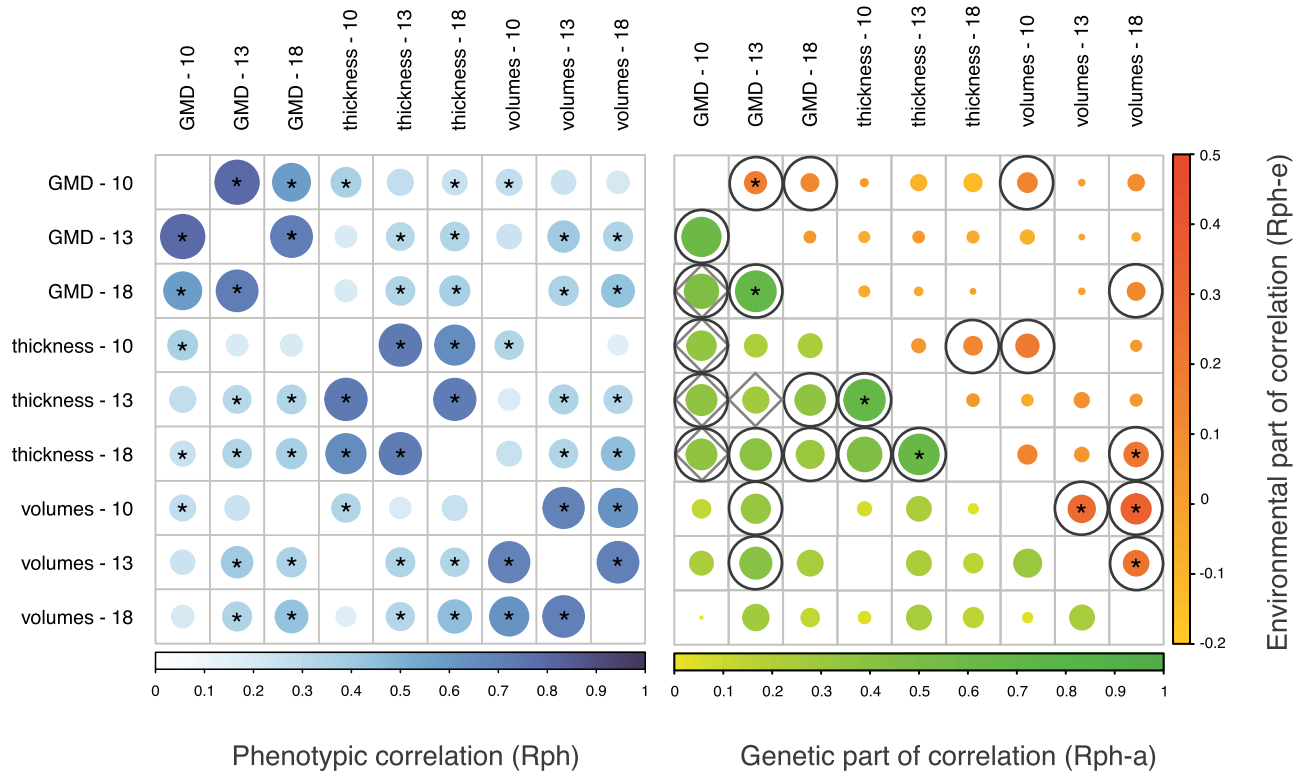 GMD - 10
GMD - 13
GMD - 18
thickness - 10
thickness - 13
thickness - 18
volumes - 10
volumes - 13
volumes - 18
GMD - 10
GMD - 13
GMD - 18
thickness - 10
thickness - 13
thickness - 18
volumes - 10
volumes - 13
volumes - 18
GMD - 10
GMD - 13
GMD - 18
thickness - 10
thickness - 13
thickness - 18
volumes - 10
volumes - 13
volumes - 18
0 0.1 0.2 0.3 0.4 0.5 0.6 0.7 0.8 0.9 1
Phenotypic correlation (Rph)
0 0.1 0.2 0.3 0.4 0.5 0.6 0.7 0.8 0.9 1
Genetic part of correlation (Rph-a)
0.5
0.4
0.3
0.2
0.1
0
-0.1
-0.2
Environmental part of correlation (Rph-e)